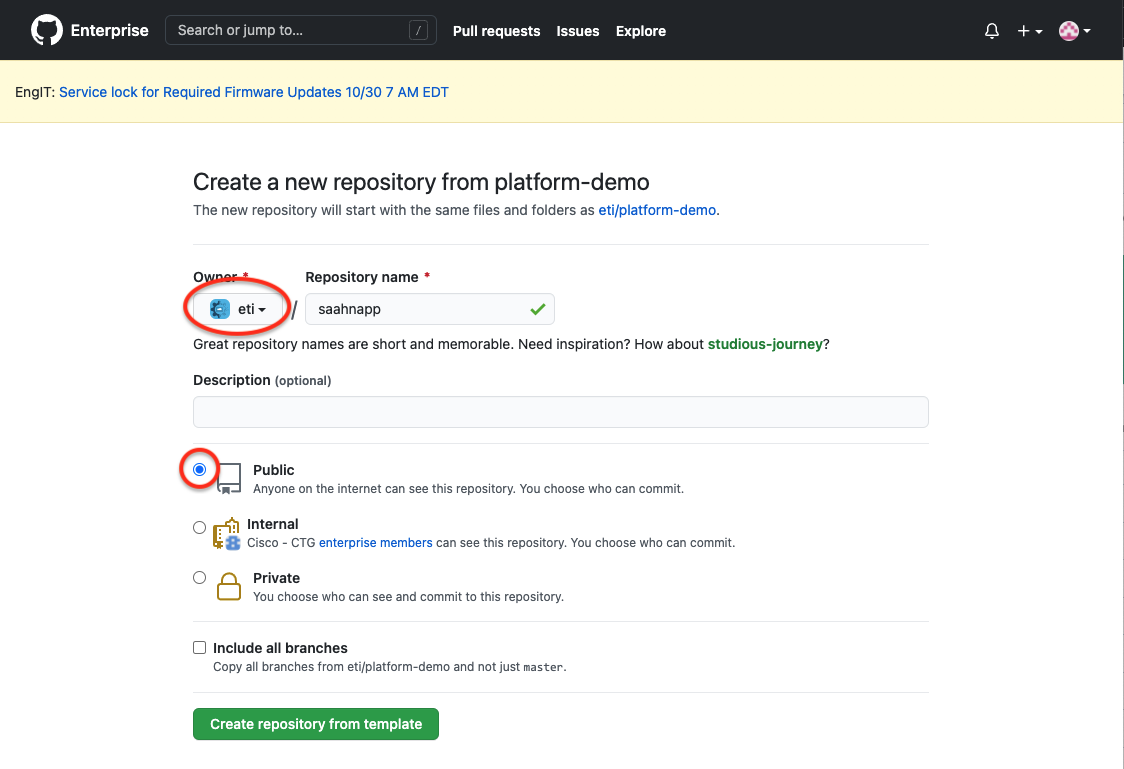 Enterprise Search or jump to... / Pull requests Issues Explore
EngIT: Service lock for Required Firmware Updates 10/30 7 AM EDT
Create a new repository from platform-demo
The new repository will start with the same files and folders as eti/platform-demo.
Owner * Repository name *
eti / saahnapp
Great repository names are short and memorable. Need inspiration? How about studious-journey?
Description (optional)
Public
Anyone on the internet can see this repository. You choose who can commit.
Internal
Cisco - CTG enterprise members can see this repository. You choose who can commit.
Private
You choose who can see and commit to this repository.
Include all branches
Copy all branches from eti/platform-demo and not just master.
Create repository from template